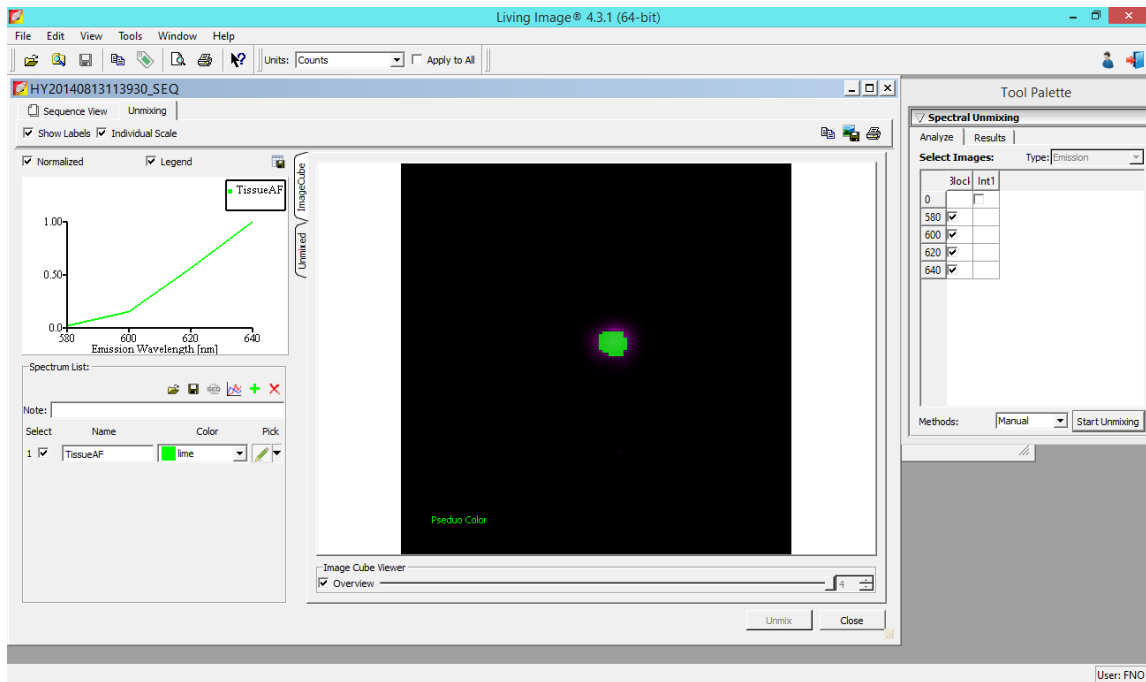 Living Image® 4.3.1 (64-bit)
File Edit View Tools Window Help
Units: Counts Apply to All
HY20140813113930_SEQ
Sequence View Unmixing
Show Labels Individual Scale
Normalized Legend
TissueAF
1.00
0.50
0.0
580 600 620 640
Emission Wavelength [nm]
Spectrum List:
GEO
Note:
Select Name Color Pick
1 TissueAF lime
ImageCube
Unmixed
Pseduo Color
Image Cube Viewer
Overview 4
Unmix Close
Tool Palette
Spectral Unmixing
Analyze Results
Select Images: Type: Emission
Block Int1
0
580
600
620
640
Methods: Manual Start Unmixing
User: FNO